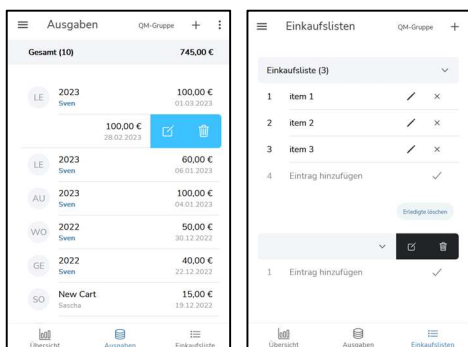 Ausgaben
QM-Gruppe
Gesamt (10)
745,00 €
LE
2023
100,00 €
Sven
01.03.2023
100,00 €
28.02.2023
LE
2023
60,00 €
Sven
06.01.2023
AU
2023
100,00 €
Sven
04.01.2023
WO
2022
50,00 €
Sven
30.12.2022
GE
2022
40,00 €
Sven
22.12.2022
SO
New Cart
15,00 €
Sascha
19.12.2022
Übersicht
Ausgaben
Einkaufsliste
Einkaufslisten
QM-Gruppe
Einkaufsliste (3)
1 item 1
2 item 2
3 item 3
4 Eintrag hinzufügen
Erledigte löschen
1 Eintrag hinzufügen
Übersicht
Ausgaben
Einkaufslisten